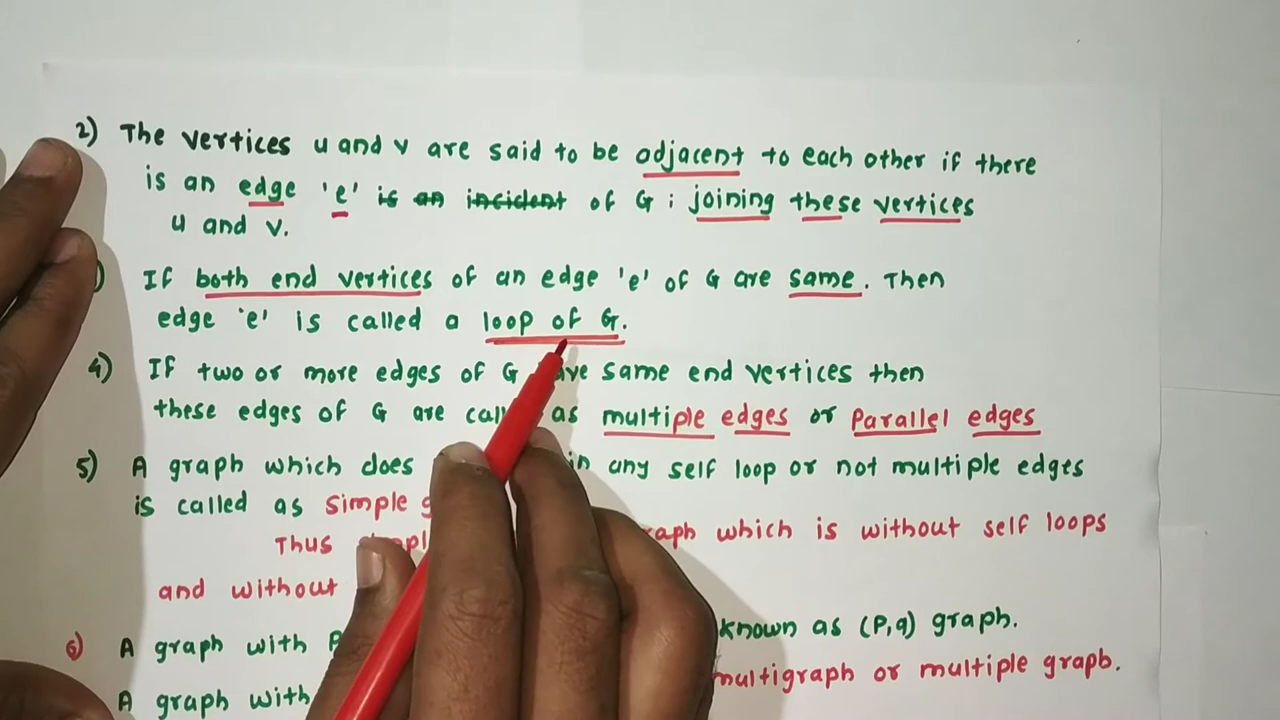 2) The vertices u and v are said to be adjacent to each other if there
is an edge 'e' is an incident of G : joining these vertices
u and v.
) If both end vertices of an edge 'e' of G are same. Then
edge 'e' is called a loop of G.
4) If two or more edges of G have same end vertices then
these edges of G are call as multiple edges or Parallel edges
5) A graph which does in any self loop or not multiple edges
is called as Simple g
Thus raph which is without self loops
and without
6) A graph with P known as (P,q) graph.
A graph with multigraph or multiple graph.